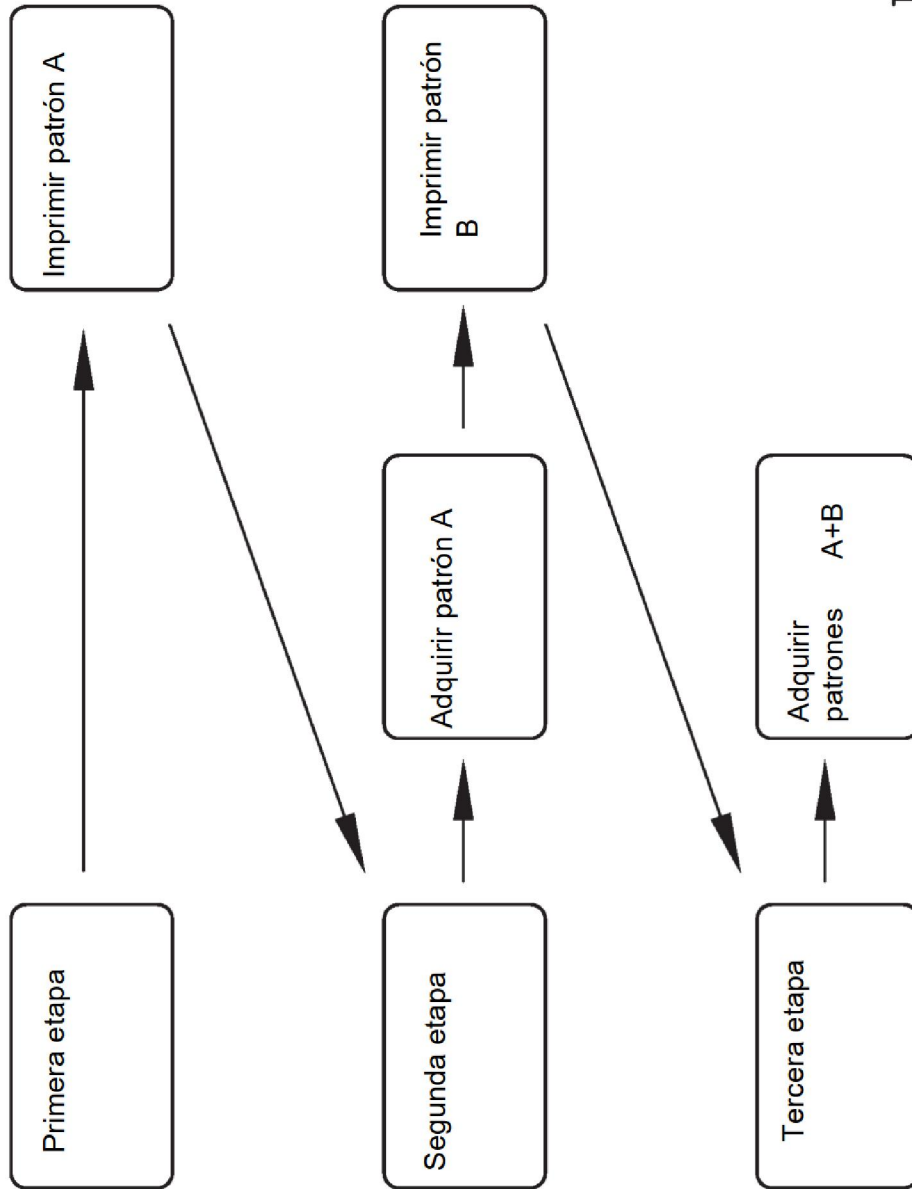 Primera etapa
Imprimir patrón A
Segunda etapa
Adquirir patrón A
Imprimir patrón
B
Tercera etapa
Adquirir
patrones A+B